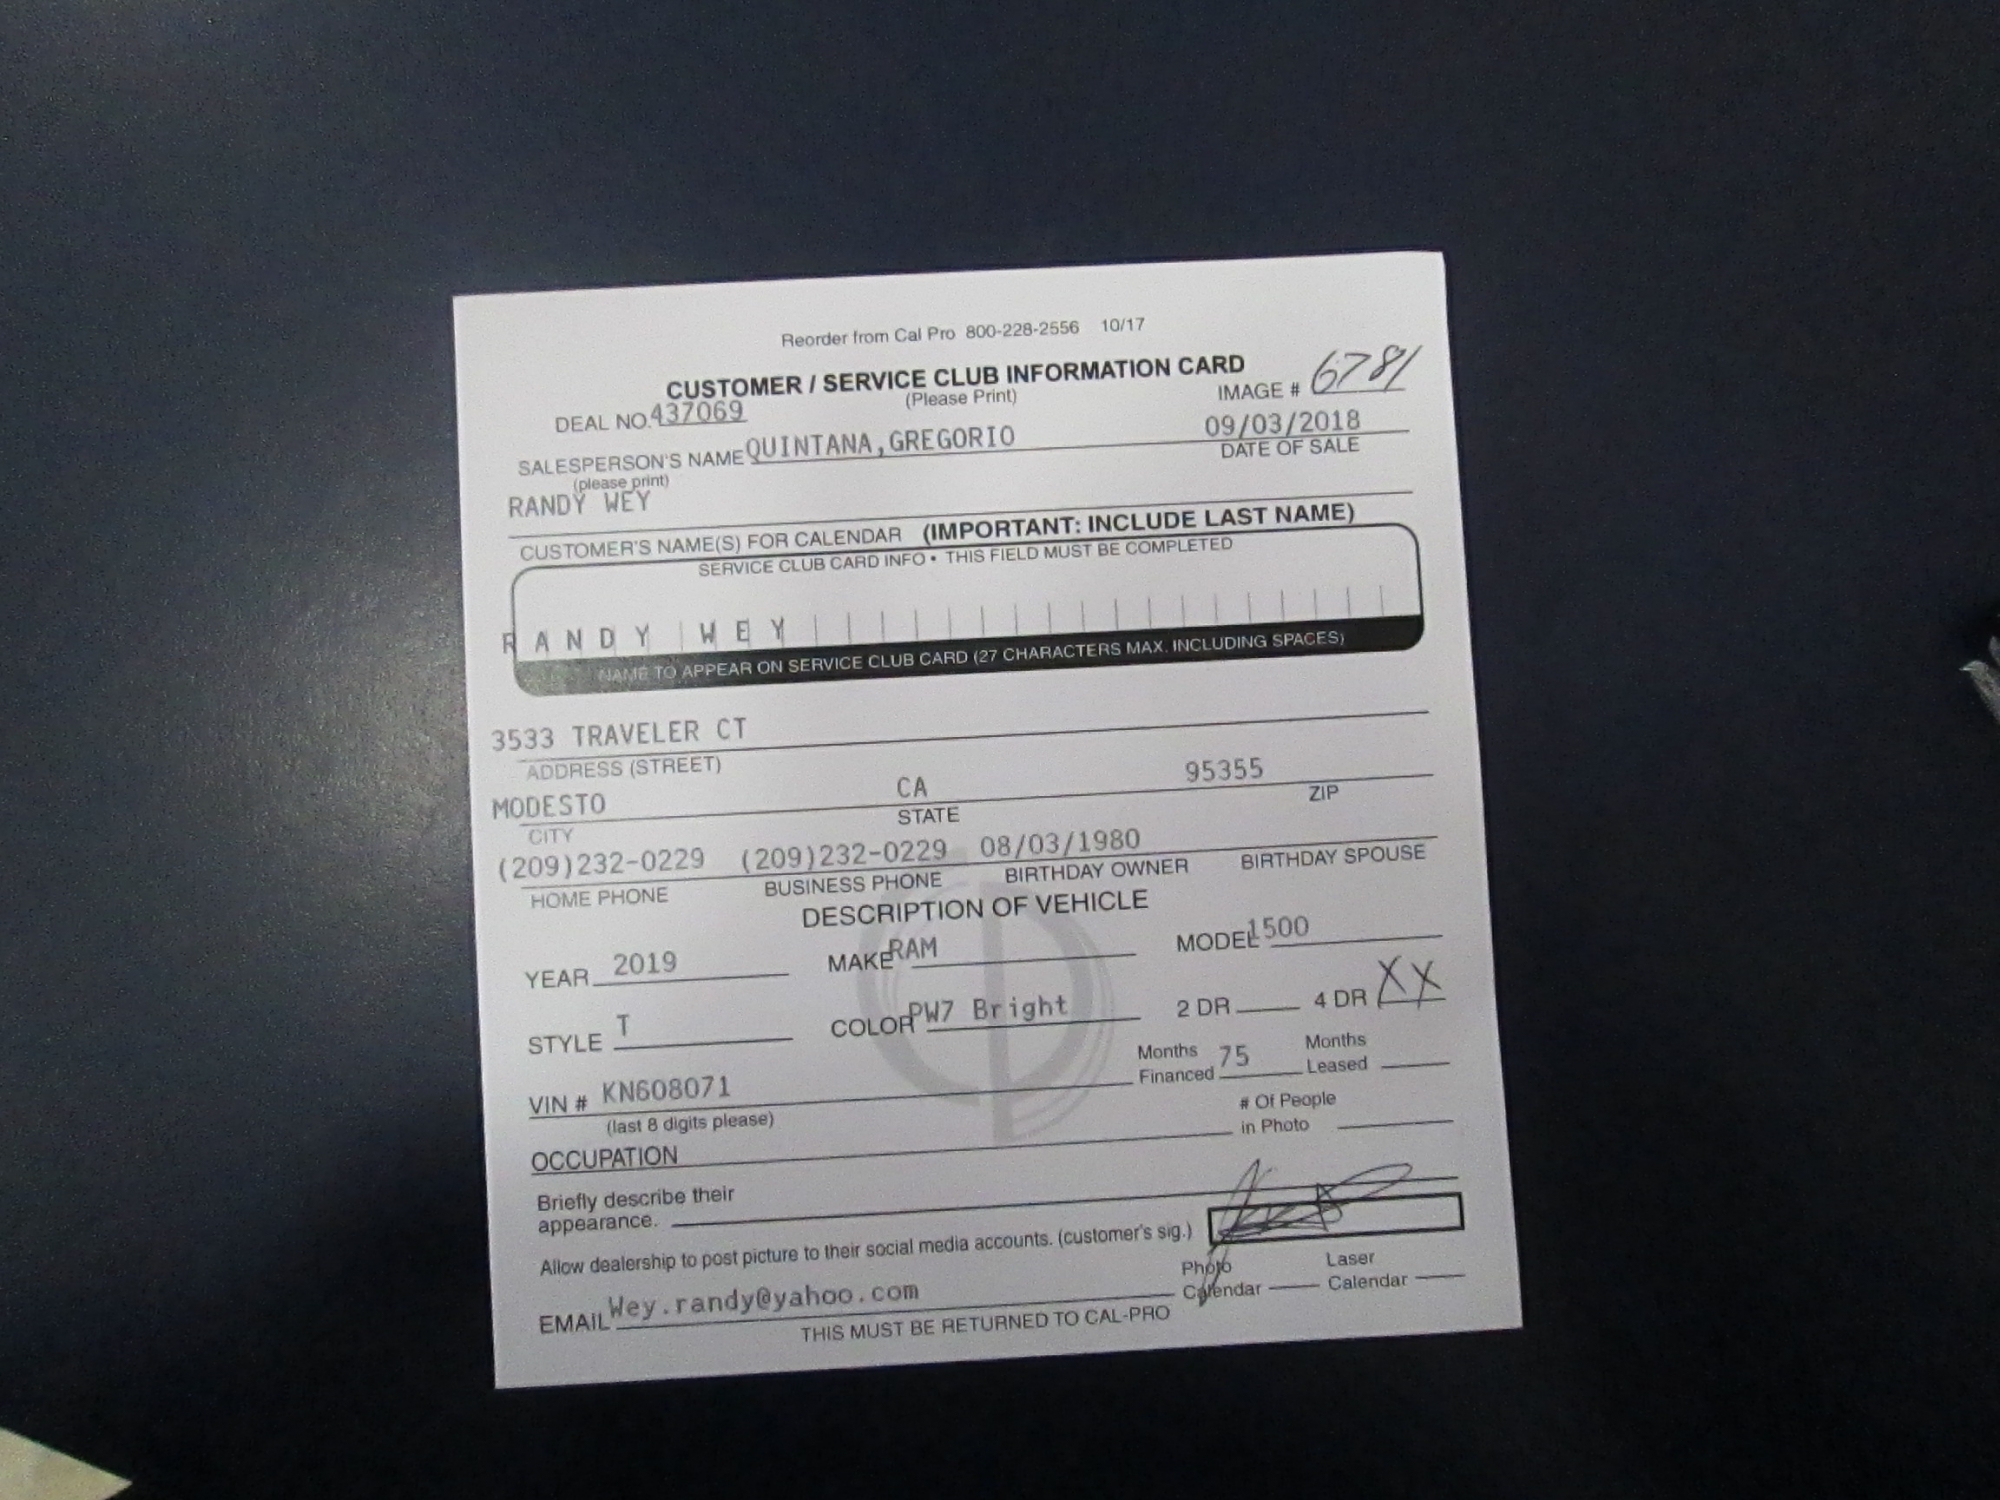 Reorder from Cal Pro 800-228-2556 10/17
CUSTOMER / SERVICE CLUB INFORMATION CARD
(Please Print)
IMAGE # 6781
DEAL NO. 437069
SALESPERSON'S NAME QUINTANA,GREGORIO
09/03/2018
(please print)
DATE OF SALE
RANDY WEY
CUSTOMER'S NAME(S) FOR CALENDAR (IMPORTANT: INCLUDE LAST NAME)
SERVICE CLUB CARD INFO • THIS FIELD MUST BE COMPLETED
RANDY WEY
NAME TO APPEAR ON SERVICE CLUB CARD (27 CHARACTERS MAX. INCLUDING SPACES)
3533 TRAVELER CT
ADDRESS (STREET)
MODESTO CA 95355
CITY STATE ZIP
(209)232-0229 (209)232-0229 08/03/1980
HOME PHONE BUSINESS PHONE BIRTHDAY OWNER BIRTHDAY SPOUSE
DESCRIPTION OF VEHICLE
YEAR 2019 MAKE RAM MODEL 1500
STYLE T COLOR PW7 Bright 2 DR 4 DR XX
VIN # KN608071 Months Financed 75 Months Leased
(last 8 digits please)
OCCUPATION # Of People in Photo
Briefly describe their
appearance.
Allow dealership to post picture to their social media accounts. (customer's sig.)
EMAIL Wey.randy@yahoo.com Photo Calendar Laser Calendar
THIS MUST BE RETURNED TO CAL-PRO